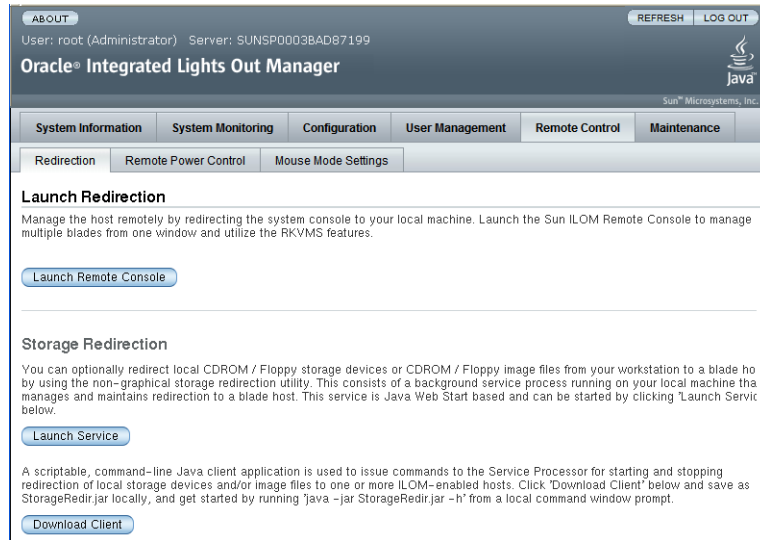 ABOUT
REFRESH LOG OUT
User: root (Administrator) Server: SUNSP0003BAD87199
Oracle® Integrated Lights Out Manager
Java™
Sun™ Microsystems, Inc.
System Information System Monitoring Configuration User Management Remote Control Maintenance
Redirection Remote Power Control Mouse Mode Settings
Launch Redirection
Manage the host remotely by redirecting the system console to your local machine. Launch the Sun ILOM Remote Console to manage
multiple blades from one window and utilize the RKVMS features.
Launch Remote Console
Storage Redirection
You can optionally redirect local CDROM / Floppy storage devices or CDROM / Floppy image files from your workstation to a blade ho
by using the non-graphical storage redirection utility. This consists of a background service process running on your local machine tha
manages and maintains redirection to a blade host. This service is Java Web Start based and can be started by clicking 'Launch Servic
below.
Launch Service
A scriptable, command-line Java client application is used to issue commands to the Service Processor for starting and stopping
redirection of local storage devices and/or image files to one or more ILOM-enabled hosts. Click 'Download Client' below and save as
StorageRedir.jar locally, and get started by running 'java -jar StorageRedir.jar -h' from a local command window prompt.
Download Client